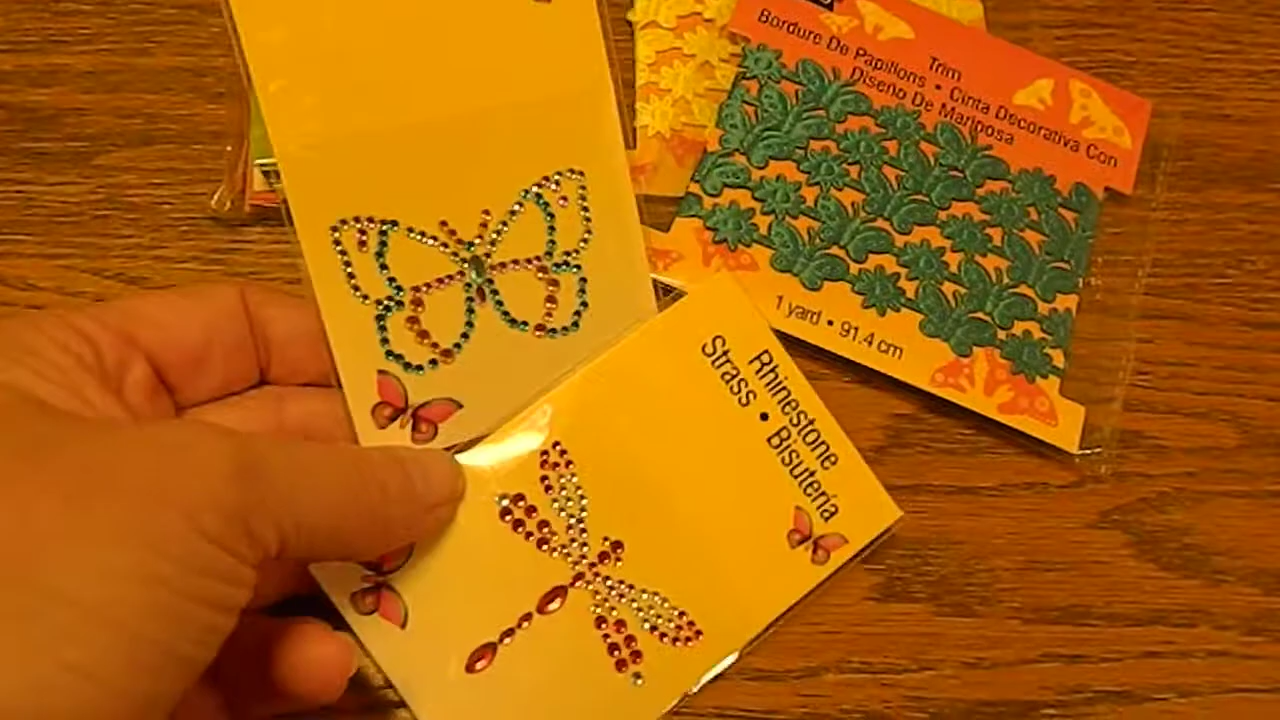 Trim
Bordure De Papillons • Cinta Decorativa Con
Diseño De Mariposa
1 yard • 91.4 cm
Rhinestone
Strass • Bisutería